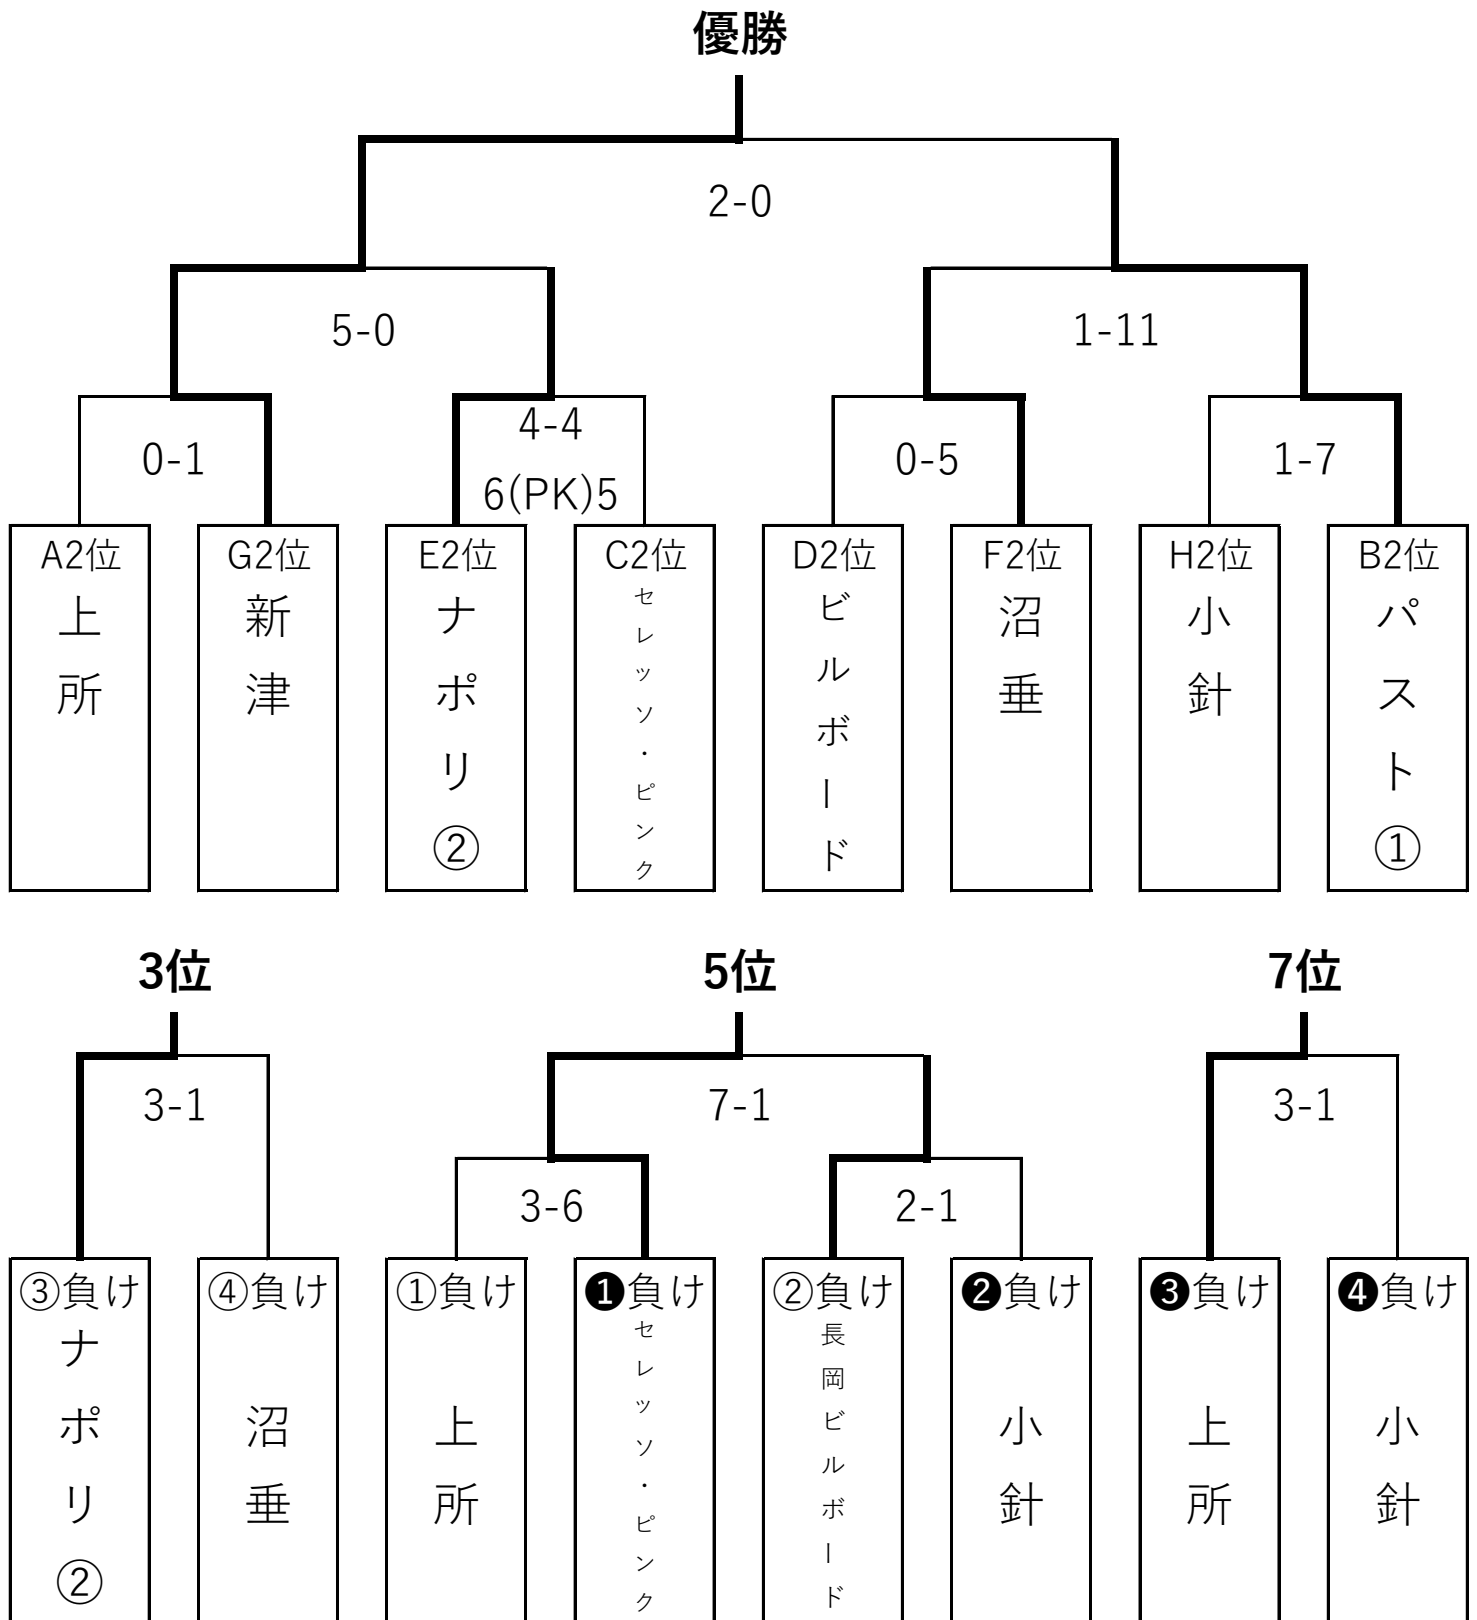 優勝
2-0
5-0
1-11
0-1
4-4
6(PK)5
0-5
1-7
A2位
上所
G2位
新津
E2位
ナポリ②
C2位
セレッソ・ピンク
D2位
ビルボード
F2位
沼垂
H2位
小針
B2位
パスト①
3位
5位
7位
3-1
7-1
3-1
3-6
2-1
③負け
ナポリ②
④負け
沼垂
①負け
上所
❶負け
セレッソ・ピンク
②負け
長岡ビルボード
❷負け
小針
❸負け
上所
❹負け
小針